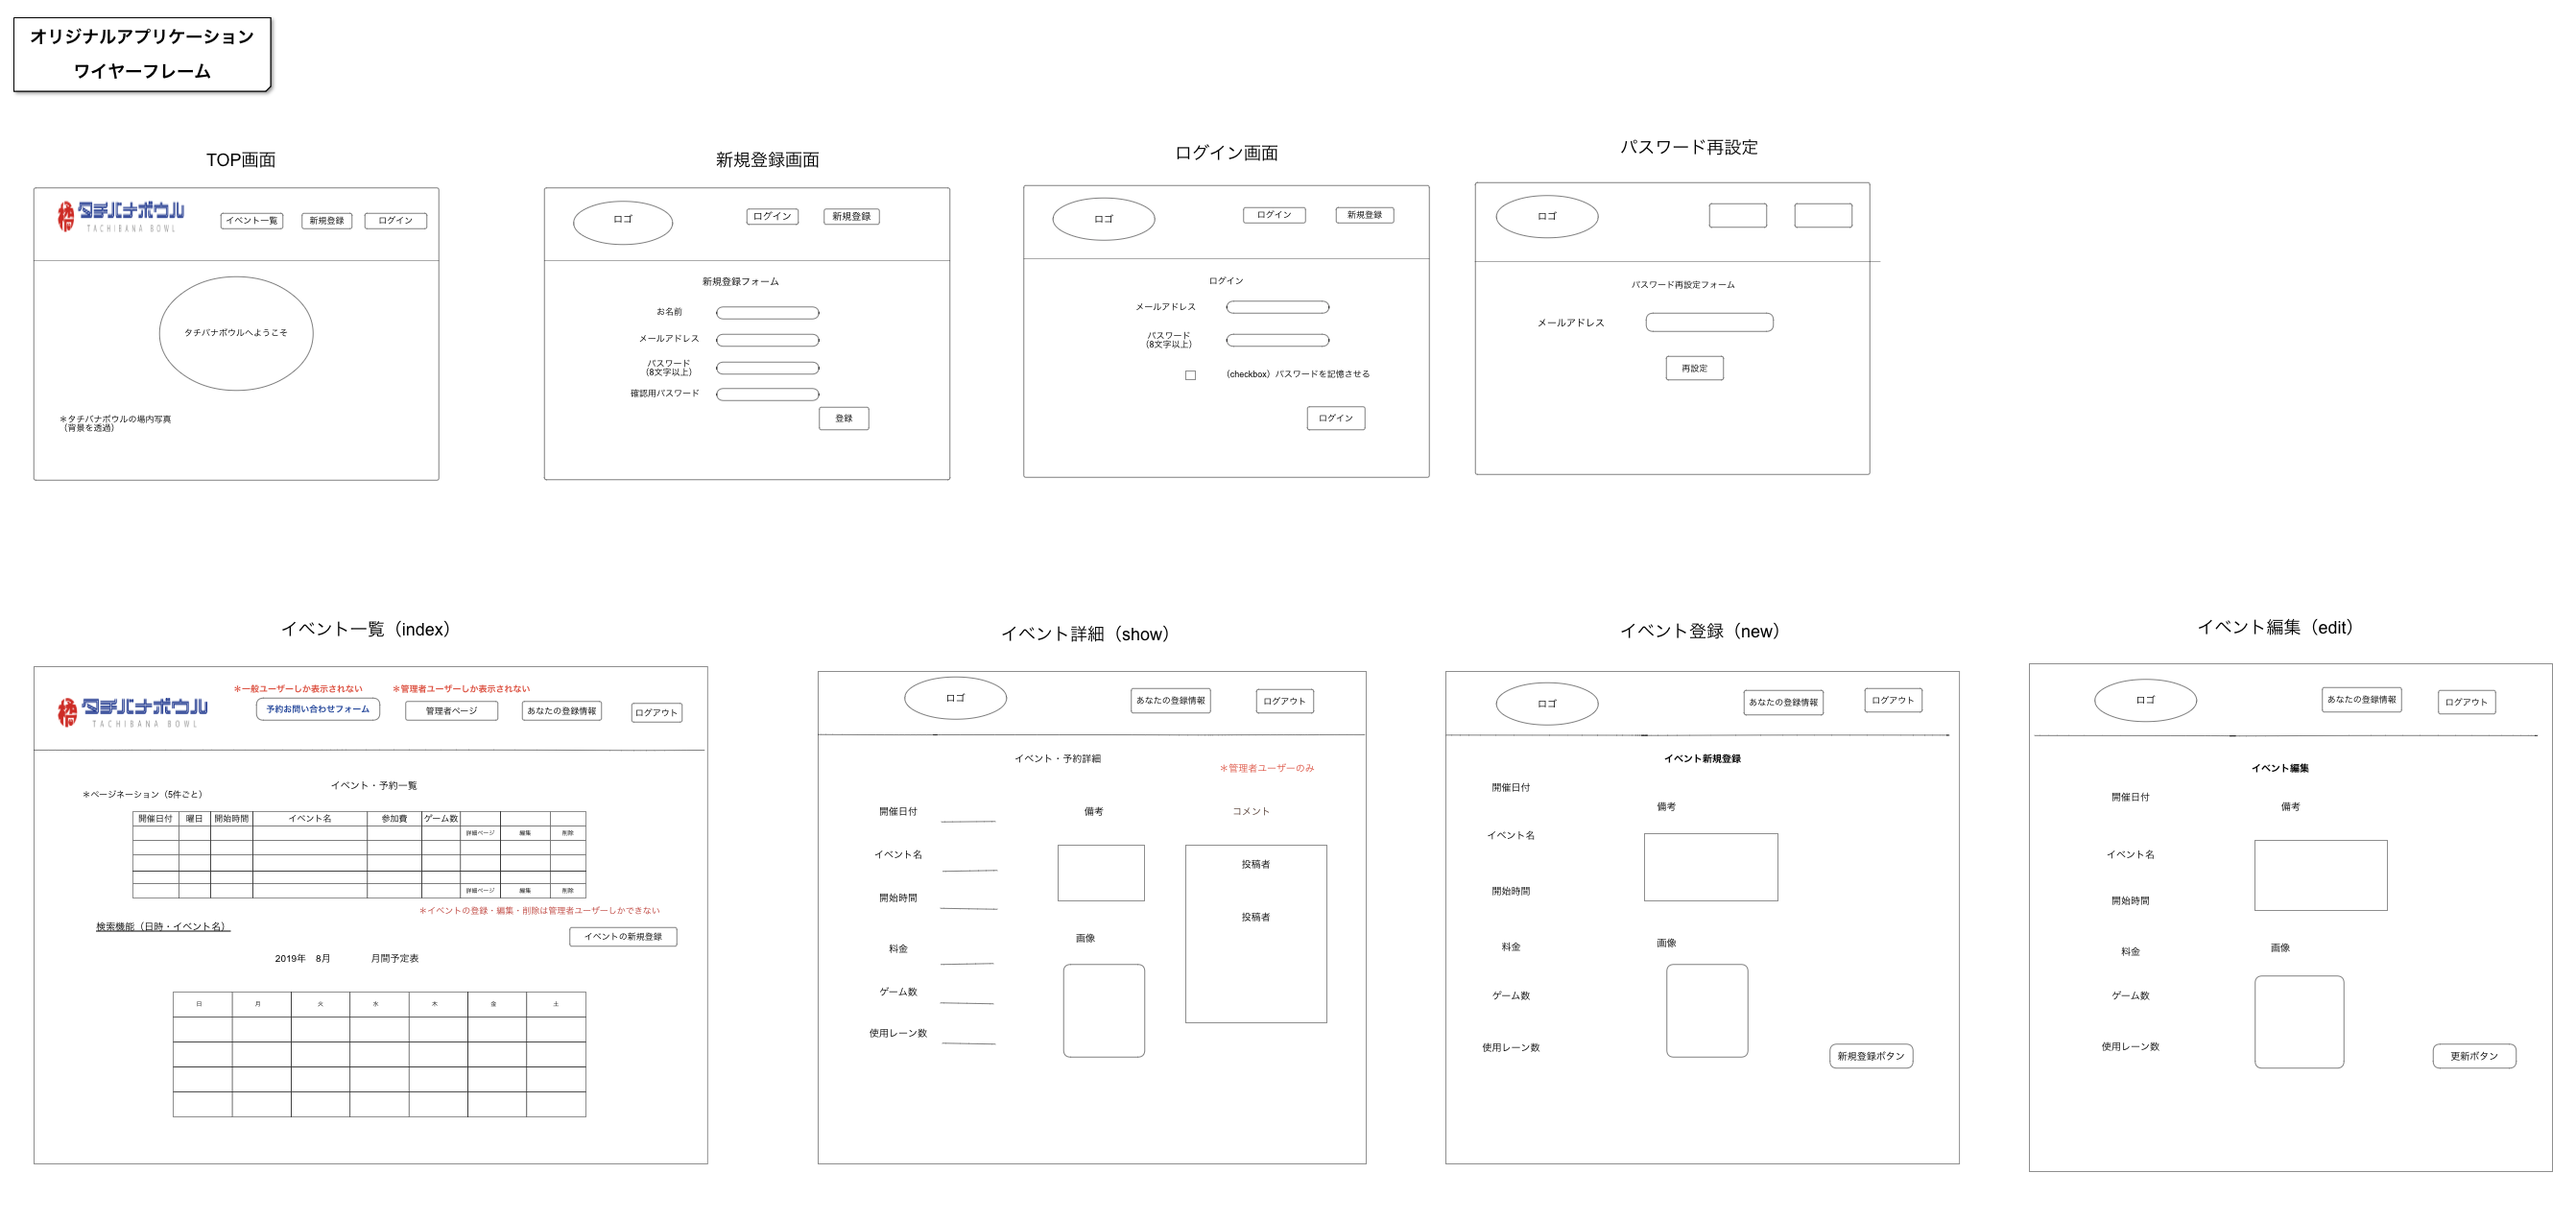 オリジナルアプリケーション
ワイヤーフレーム
TOP画面
タチバナボウル
TACHIBANA BOWL
イベント一覧
新規登録
ログイン
タチバナボウルへようこそ
＊タチバナボウルの場内写真
（背景を透過）
新規登録画面
ロゴ
ログイン
新規登録
新規登録フォーム
お名前
メールアドレス
パスワード
（8文字以上）
確認用パスワード
登録
ログイン画面
ロゴ
ログイン
新規登録
ログイン
メールアドレス
パスワード
（8文字以上）
（checkbox）パスワードを記憶させる
ログイン
パスワード再設定
ロゴ
パスワード再設定フォーム
メールアドレス
再設定
イベント一覧（index）
＊一般ユーザーしか表示されない
＊管理者ユーザーしか表示されない
タチバナボウル
TACHIBANA BOWL
予約お問い合わせフォーム
管理者ページ
あなたの登録情報
ログアウト
イベント・予約一覧
＊ページネーション（5件ごと）
開催日付 曜日 開始時間 イベント名 参加費 ゲーム数
詳細ページ 編集 削除
詳細ページ 編集 削除
＊イベントの登録・編集・削除は管理者ユーザーしかできない
検索機能（日時・イベント名）
イベントの新規登録
2019年 8月 月間予定表
日 月 火 水 木 金 土
イベント詳細（show）
ロゴ
あなたの登録情報
ログアウト
イベント・予約詳細
＊管理者ユーザーのみ
開催日付
備考
コメント
イベント名
投稿者
開始時間
投稿者
画像
料金
ゲーム数
使用レーン数
イベント登録（new）
ロゴ
あなたの登録情報
ログアウト
イベント新規登録
開催日付
備考
イベント名
開始時間
料金
画像
ゲーム数
使用レーン数
新規登録ボタン
イベント編集（edit）
ロゴ
あなたの登録情報
ログアウト
イベント編集
開催日付
備考
イベント名
開始時間
料金
画像
ゲーム数
使用レーン数
更新ボタン